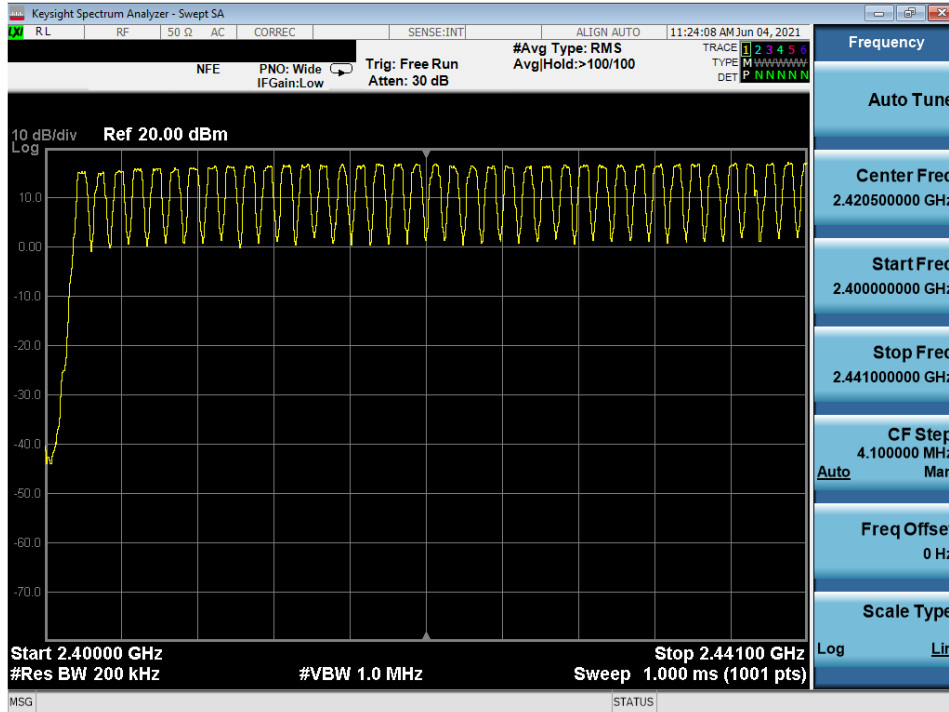 Keysight Spectrum Analyzer - Swept SA
LXI RL RF 50 Ω AC CORREC SENSE:INT ALIGN AUTO 11:24:08 AM Jun 04, 2021
NFE PNO: Wide IFGain:Low Trig: Free Run Atten: 30 dB #Avg Type: RMS Avg|Hold:>100/100
TRACE 1 2 3 4 5 6
TYPE M WWWWW
DET P N N N N N
10 dB/div Ref 20.00 dBm
Log
10.0
0.00
-10.0
-20.0
-30.0
-40.0
-50.0
-60.0
-70.0
Start 2.40000 GHz Stop 2.44100 GHz
#Res BW 200 kHz #VBW 1.0 MHz Sweep 1.000 ms (1001 pts)
MSG STATUS
Frequency
Auto Tune
Center Freq
2.420500000 GHz
Start Freq
2.400000000 GHz
Stop Freq
2.441000000 GHz
CF Step
4.100000 MHz
Auto Man
Freq Offset
0 Hz
Scale Type
Log Lin